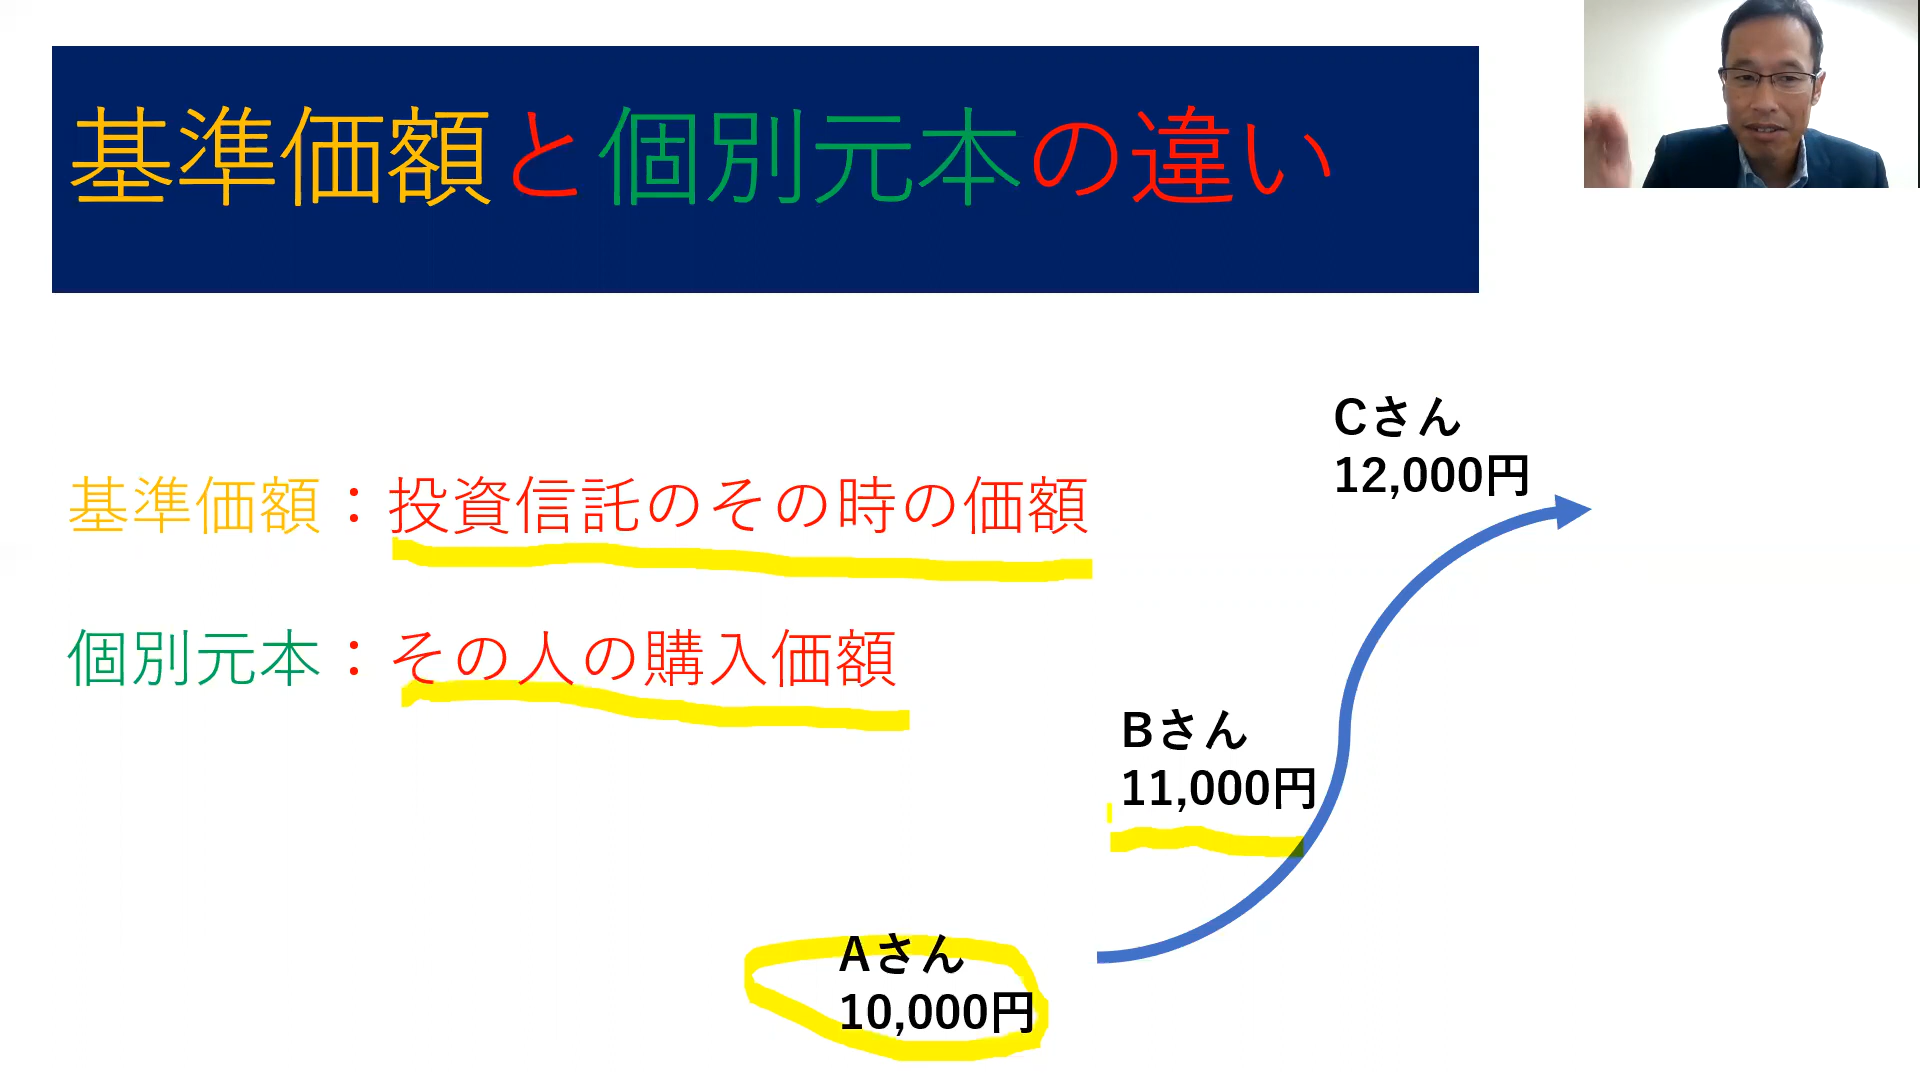 基準価額と個別元本の違い
基準価額：投資信託のその時の価額
個別元本：その人の購入価額
Cさん
12,000円
Bさん
11,000円
Aさん
10,000円